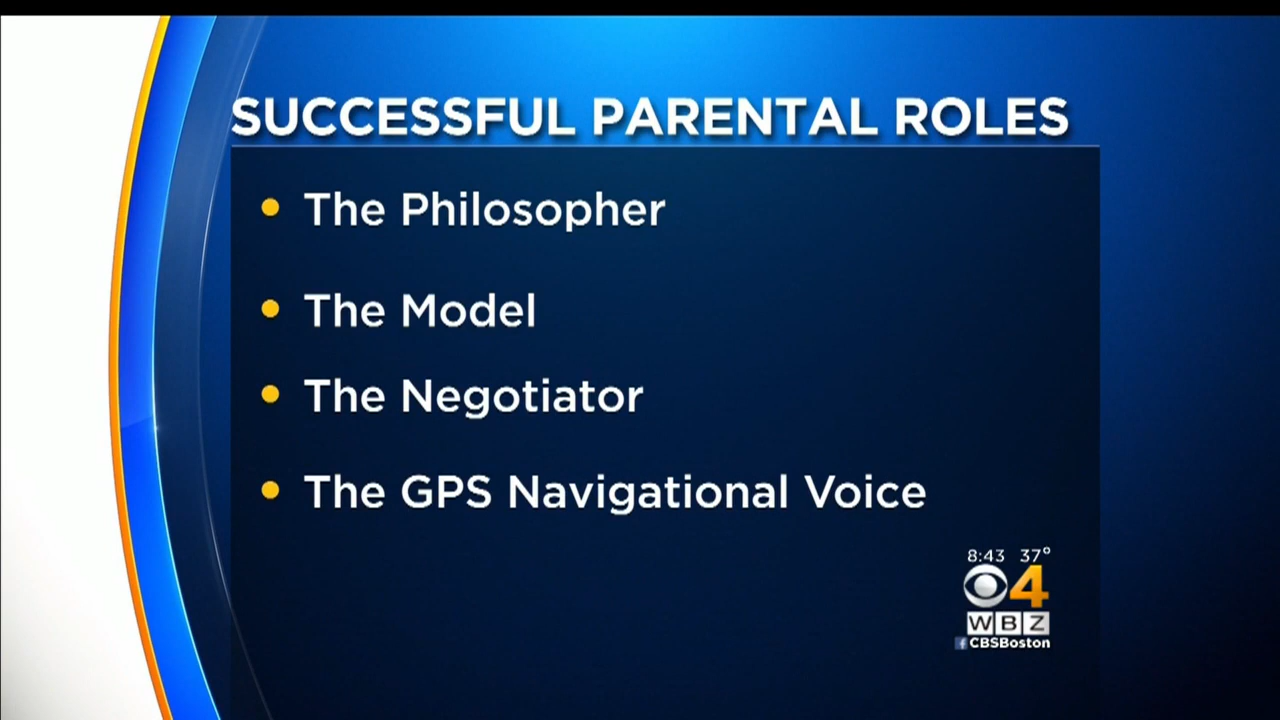 SUCCESSFUL PARENTAL ROLES
• The Philosopher
• The Model
• The Negotiator
• The GPS Navigational Voice
8:43 37°
4
WBZ
f CBSBoston